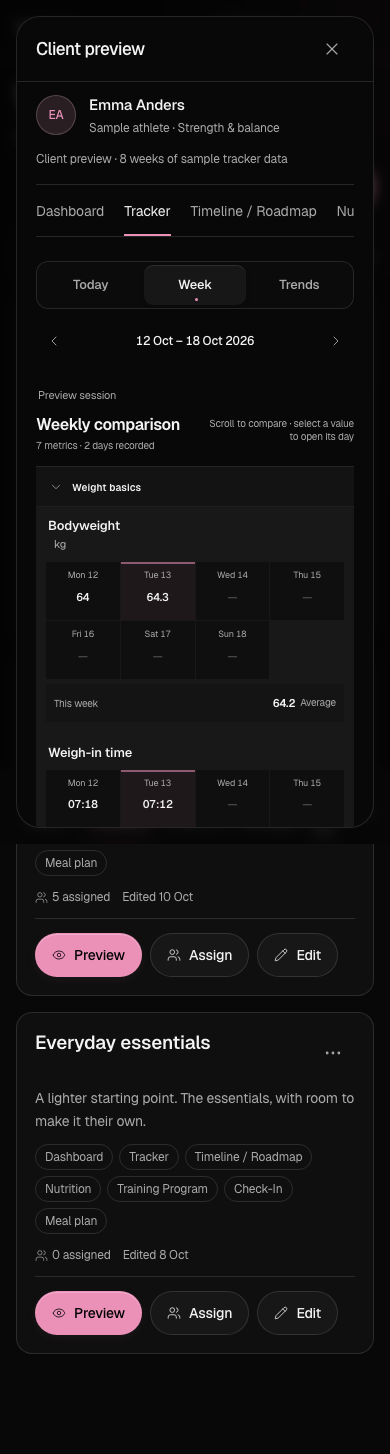 Client preview
EA
Emma Anders
Sample athlete · Strength & balance
Client preview · 8 weeks of sample tracker data
Dashboard Tracker Timeline / Roadmap Nu
Today Week Trends
12 Oct – 18 Oct 2026
Preview session
Weekly comparison
7 metrics · 2 days recorded
Scroll to compare · select a value
to open its day
Weight basics
Bodyweight
kg
Mon 12 Tue 13 Wed 14 Thu 15
64 64.3 — —
Fri 16 Sat 17 Sun 18
— — —
This week 64.2 Average
Weigh-in time
Mon 12 Tue 13 Wed 14 Thu 15
07:18 07:12 — —
Meal plan
5 assigned Edited 10 Oct
Preview Assign Edit
Everyday essentials
A lighter starting point. The essentials, with room to
make it their own.
Dashboard Tracker Timeline / Roadmap
Nutrition Training Program Check-In
Meal plan
0 assigned Edited 8 Oct
Preview Assign Edit